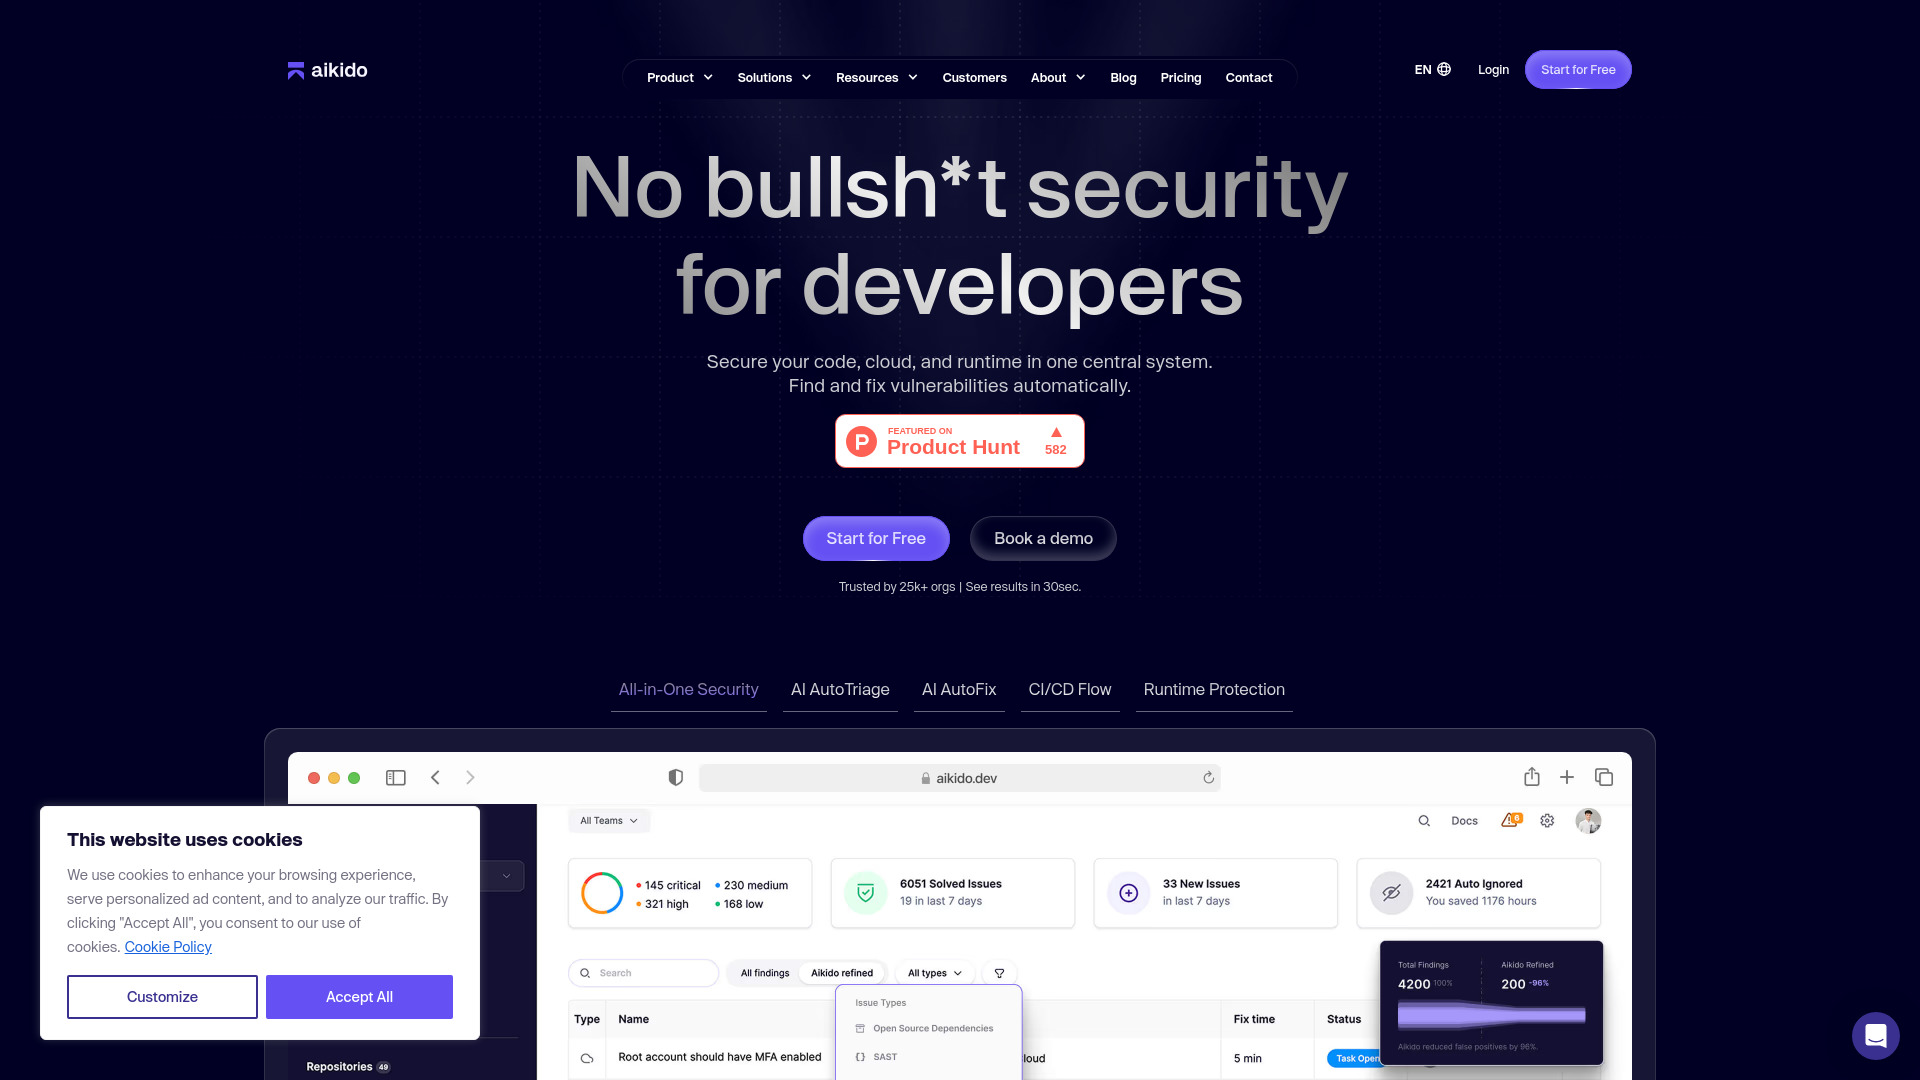 aikido
Product
Solutions
Resources
Customers
About
Blog
Pricing
Contact
EN
Login
Start for Free
No bullsh*t security
for developers
Secure your code, cloud, and runtime in one central system.
Find and fix vulnerabilities automatically.
FEATURED ON
Product Hunt
582
Start for Free
Book a demo
Trusted by 25k+ orgs | See results in 30sec.
All-in-One Security
AI AutoTriage
AI AutoFix
CI/CD Flow
Runtime Protection
aikido.dev
All Teams
Docs
6
145 critical
230 medium
321 high
168 low
6051 Solved Issues
19 in last 7 days
33 New Issues
in last 7 days
2421 Auto Ignored
You saved 1176 hours
Search
All findings
Aikido refined
All types
Total Findings
4200 100%
Aikido Refined
200 -96%
Aikido reduced false positives by 96%.
Issue Types
Open Source Dependencies
SAST
Type
Name
Fix time
Status
Root account should have MFA enabled
loud
5 min
Task Open
Repositories 49
This website uses cookies
We use cookies to enhance your browsing experience,
serve personalized ad content, and to analyze our traffic. By
clicking "Accept All", you consent to our use of
cookies. Cookie Policy
Customize
Accept All